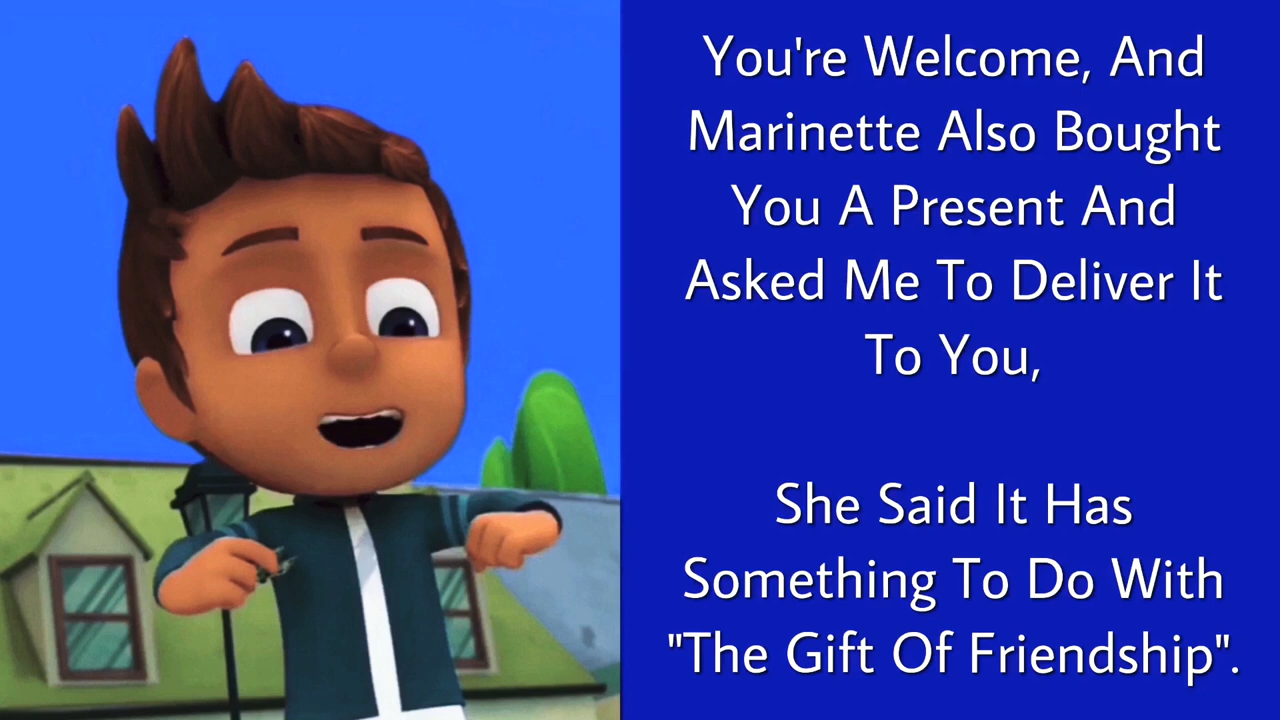 You're Welcome, And
Marinette Also Bought
You A Present And
Asked Me To Deliver It
To You,
She Said It Has
Something To Do With
"The Gift Of Friendship".